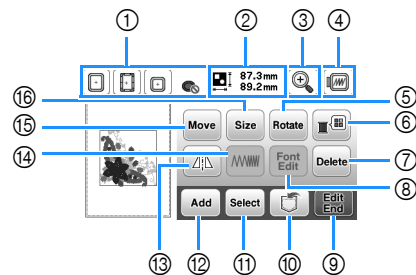 ① ② ③ ④
87.3mm
89.2mm
⑯ ⑤
⑮ Move Size Rotate ⑥
⑭ Font Edit Delete ⑦
⑧
Add Select Edit End
⑬ ⑫ ⑪ ⑩ ⑨